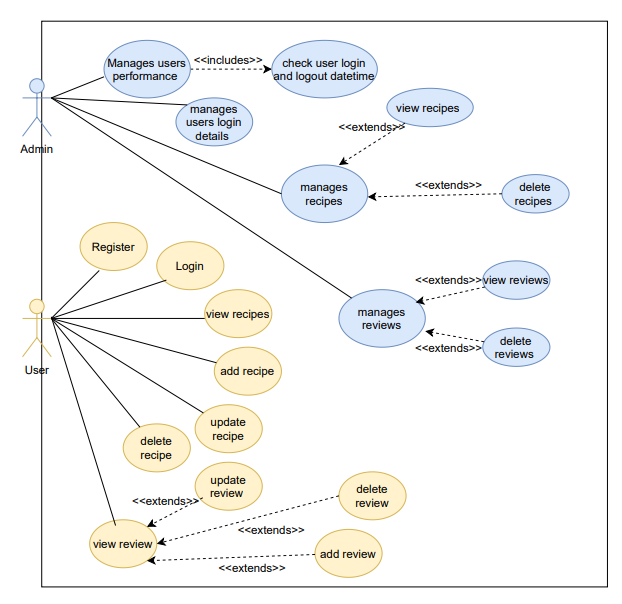 Manages users
performance
<<includes>>
check user login
and logout datetime
manages
users login
details
Admin
view recipes
<<extends>>
manages
recipes
<<extends>>
delete
recipes
Register
Login
view recipes
add recipe
update
recipe
delete
recipe
User
manages
reviews
<<extends>>
view reviews
<<extends>>
delete
reviews
update
review
<<extends>>
delete
review
<<extends>>
view review
add review
<<extends>>